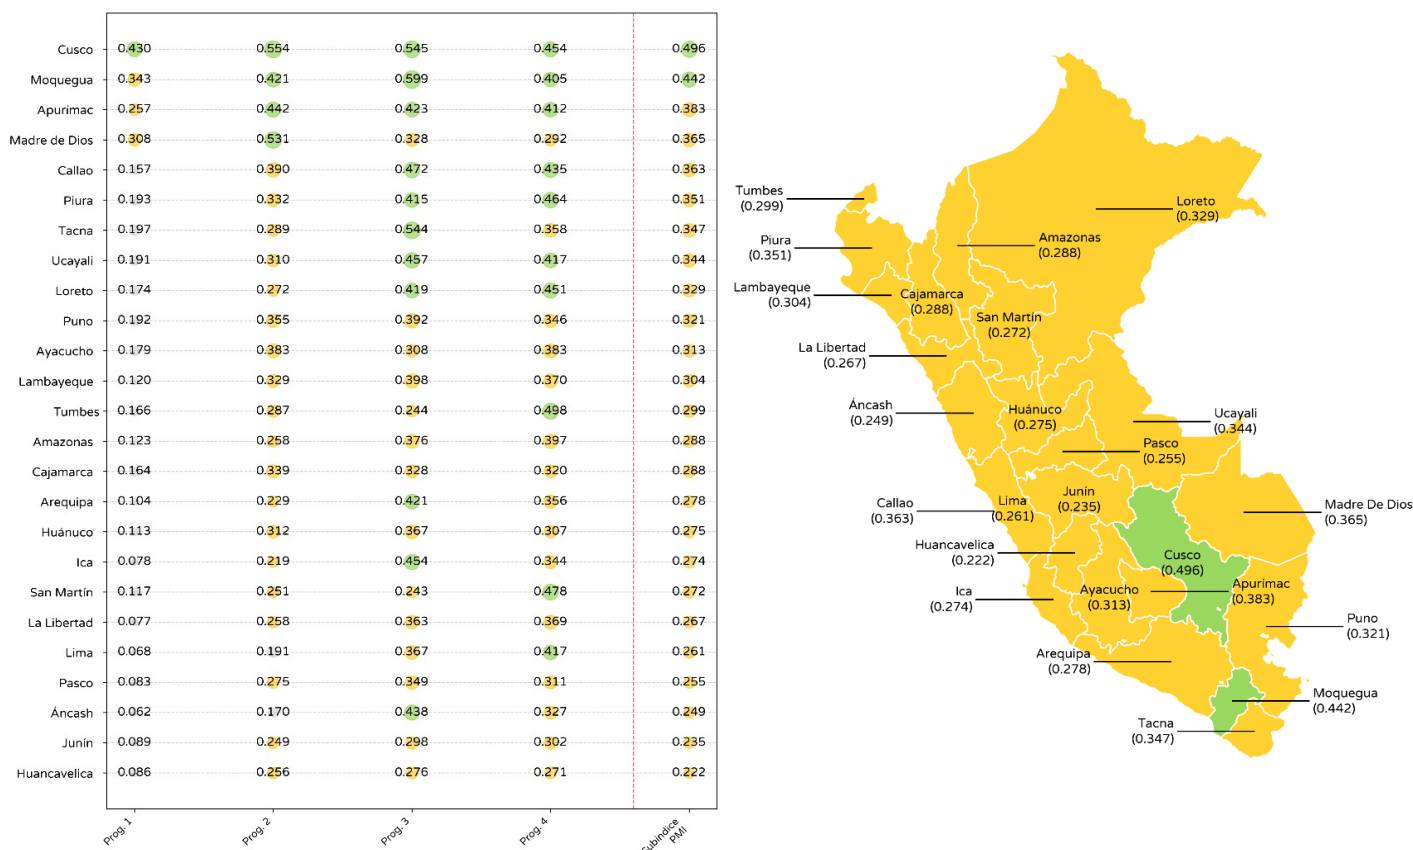 Cusco 0.430 0.554 0.545 0.454 0.496
Moquegua 0.343 0.421 0.599 0.405 0.442
Apurímac 0.257 0.442 0.423 0.412 0.383
Madre de Dios 0.308 0.531 0.328 0.292 0.365
Callao 0.157 0.390 0.472 0.435 0.363
Piura 0.193 0.332 0.415 0.464 0.351
Tacna 0.197 0.289 0.544 0.358 0.347
Ucayali 0.191 0.310 0.457 0.417 0.344
Loreto 0.174 0.272 0.419 0.451 0.329
Puno 0.192 0.355 0.392 0.346 0.321
Ayacucho 0.179 0.383 0.308 0.383 0.313
Lambayeque 0.120 0.329 0.398 0.370 0.304
Tumbes 0.166 0.287 0.244 0.498 0.299
Amazonas 0.123 0.258 0.376 0.397 0.288
Cajamarca 0.164 0.339 0.328 0.320 0.288
Arequipa 0.104 0.229 0.421 0.356 0.278
Huánuco 0.113 0.312 0.367 0.307 0.275
Ica 0.078 0.219 0.454 0.344 0.274
San Martín 0.117 0.251 0.243 0.478 0.272
La Libertad 0.077 0.258 0.363 0.369 0.267
Lima 0.068 0.191 0.367 0.417 0.261
Pasco 0.083 0.275 0.349 0.311 0.255
Áncash 0.062 0.170 0.438 0.327 0.249
Junín 0.089 0.249 0.298 0.302 0.235
Huancavelica 0.086 0.256 0.276 0.271 0.222
Prog. 1 Prog. 2 Prog. 3 Prog. 4 Subíndice
PMI
Tumbes
(0.299)
Loreto
(0.329)
Piura
(0.351)
Amazonas
(0.288)
Lambayeque
(0.304)
Cajamarca
(0.288)
San Martín
(0.272)
La Libertad
(0.267)
Áncash
(0.249)
Huánuco
(0.275)
Ucayali
(0.344)
Pasco
(0.255)
Callao
(0.363)
Lima
(0.261)
Junín
(0.235)
Madre De Dios
(0.365)
Huancavelica
(0.222)
Cusco
(0.496)
Ica
(0.274)
Ayacucho
(0.313)
Apurímac
(0.383)
Puno
(0.321)
Arequipa
(0.278)
Moquegua
(0.442)
Tacna
(0.347)